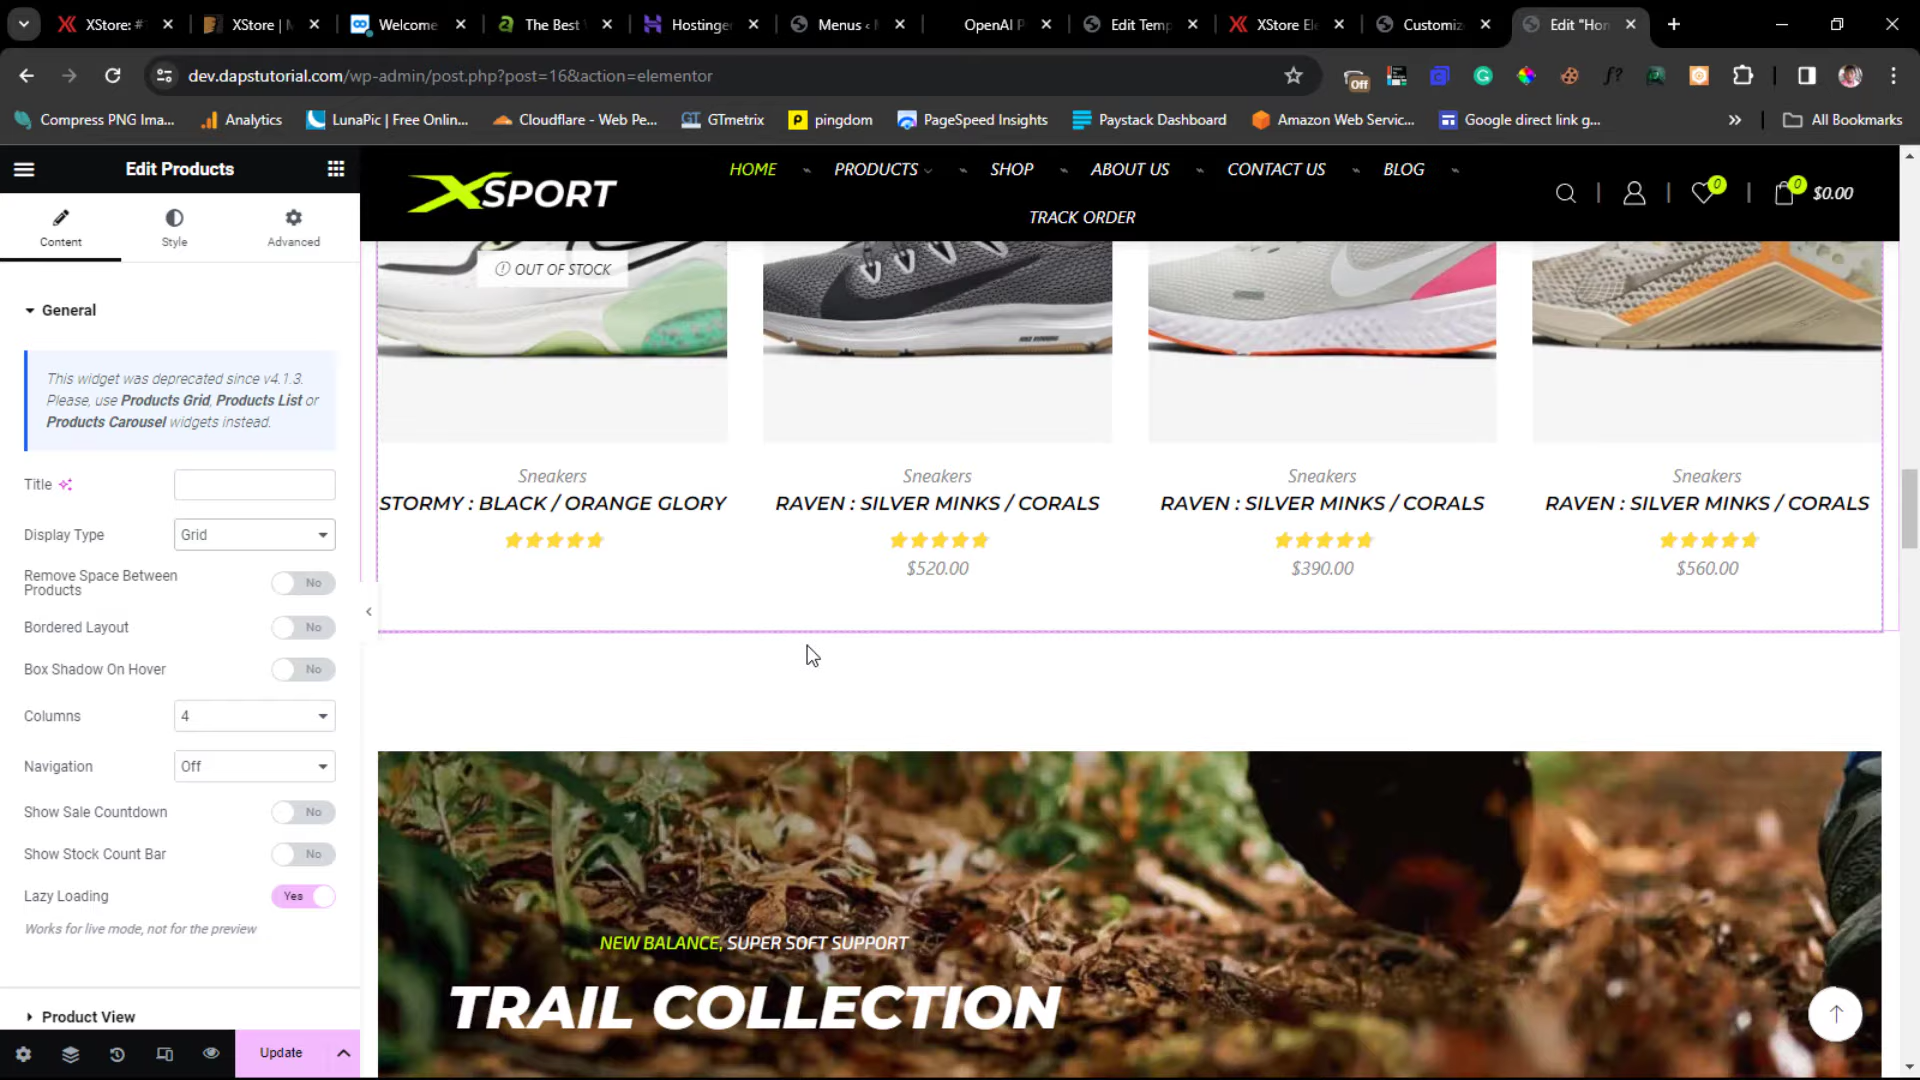 XStore: #
XStore | M
Welcome
The Best
Hostinger
Menus ‹
OpenAI P
Edit Temp
XStore El
Customiz
Edit "Hom
dev.dapstutorial.com/wp-admin/post.php?post=16&action=elementor
Off
Compress PNG Ima...
Analytics
LunaPic | Free Onlin...
Cloudflare - Web Pe...
GTmetrix
pingdom
PageSpeed Insights
Paystack Dashboard
Amazon Web Servic...
Google direct link g...
All Bookmarks
Edit Products
Content
Style
Advanced
General
This widget was deprecated since v4.1.3.
Please, use Products Grid, Products List or
Products Carousel widgets instead.
Title
Display Type
Grid
Remove Space Between
Products
No
Bordered Layout
No
Box Shadow On Hover
No
Columns
4
Navigation
Off
Show Sale Countdown
No
Show Stock Count Bar
No
Lazy Loading
Yes
Works for live mode, not for the preview
Product View
Update
XSPORT
HOME
PRODUCTS
SHOP
ABOUT US
CONTACT US
BLOG
TRACK ORDER
0
0
$0.00
OUT OF STOCK
Sneakers
STORMY : BLACK / ORANGE GLORY
Sneakers
RAVEN : SILVER MINKS / CORALS
$520.00
Sneakers
RAVEN : SILVER MINKS / CORALS
$390.00
Sneakers
RAVEN : SILVER MINKS / CORALS
$560.00
NEW BALANCE, SUPER SOFT SUPPORT
TRAIL COLLECTION